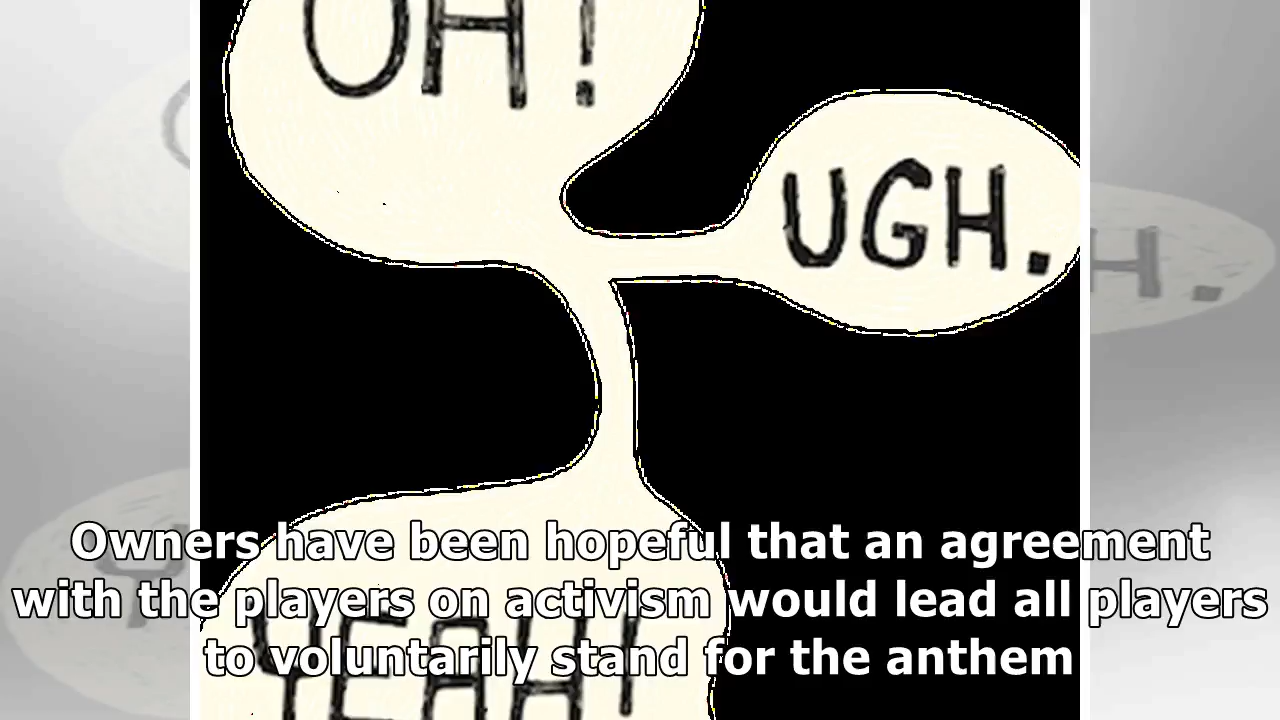 OH!
UGH.
YEAH!
Owners have been hopeful that an agreement
with the players on activism would lead all players
to voluntarily stand for the anthem